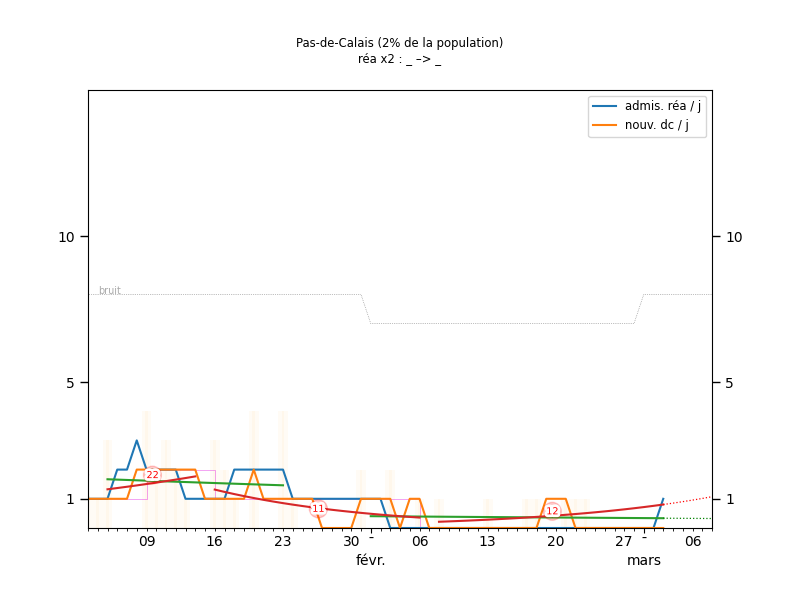 Pas-de-Calais (2% de la population)
réa x2 : _ –> _
admis. réa / j
nouv. dc / j
10 10
bruit
5 5
22
11
12
1 1
09 16 23 30 - 06 13 20 27 - 06
févr. mars